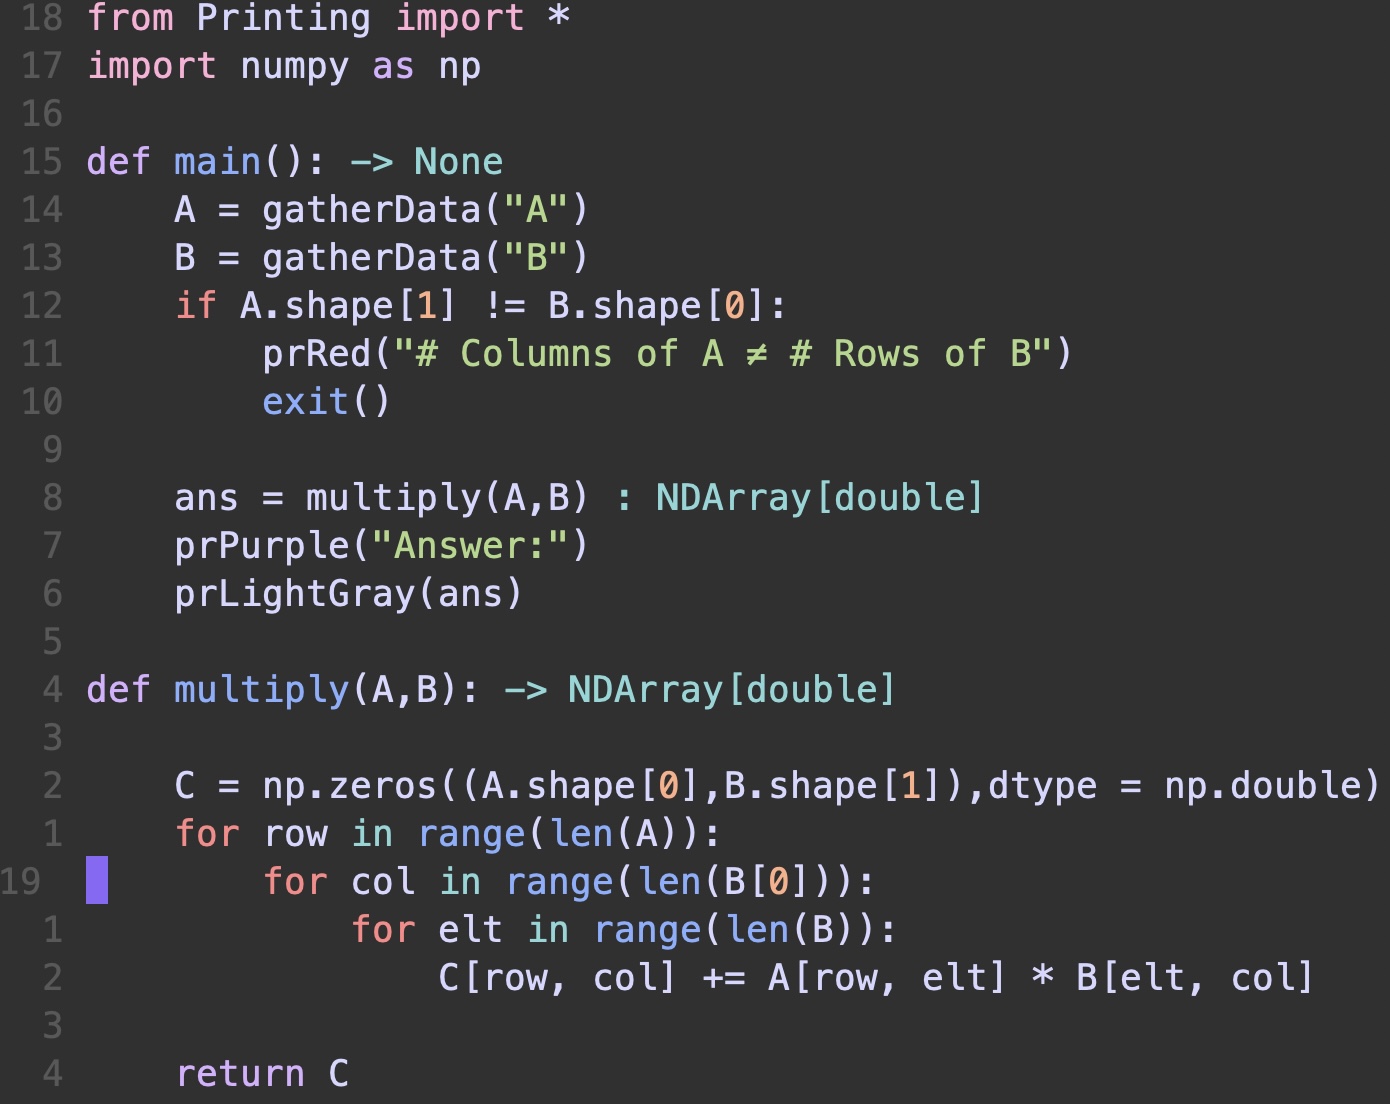 18 from Printing import *
17 import numpy as np
16
15 def main(): -> None
14     A = gatherData("A")
13     B = gatherData("B")
12     if A.shape[1] != B.shape[0]:
11         prRed("# Columns of A ≠ # Rows of B")
10         exit()
9
8     ans = multiply(A,B) : NDArray[double]
7     prPurple("Answer:")
6     prLightGray(ans)
5
4 def multiply(A,B): -> NDArray[double]
3
2     C = np.zeros((A.shape[0],B.shape[1]),dtype = np.double)
1     for row in range(len(A)):
19         for col in range(len(B[0])):
1             for elt in range(len(B)):
2                 C[row, col] += A[row, elt] * B[elt, col]
3
4     return C